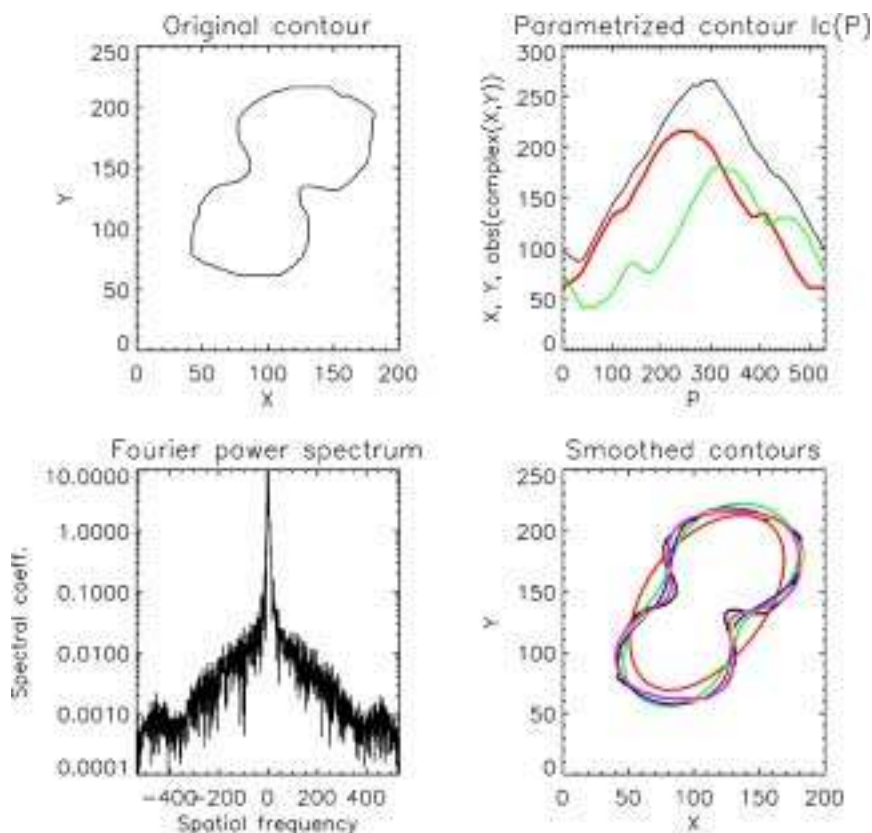 Original contour
250
200
150
100
50
0
0 50 100 150 200
X
Y
Parametrized contour Ic(P)
300
250
200
150
100
50
0
0 100 200 300 400 500
P
X, Y, abs(complex(X,Y))
Fourier power spectrum
10.0000
1.0000
0.1000
0.0100
0.0010
0.0001
-400-200 0 200 400
Spatial frequency
Spectral coeff.
Smoothed contours
250
200
150
100
50
0
0 50 100 150 200
X
Y